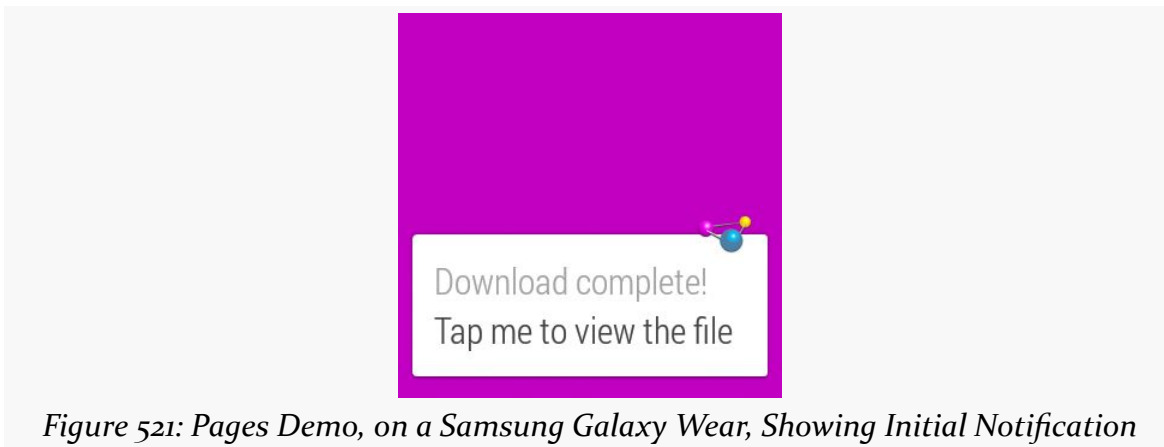 Download complete!
Tap me to view the file
Figure 521: Pages Demo, on a Samsung Galaxy Wear, Showing Initial Notification